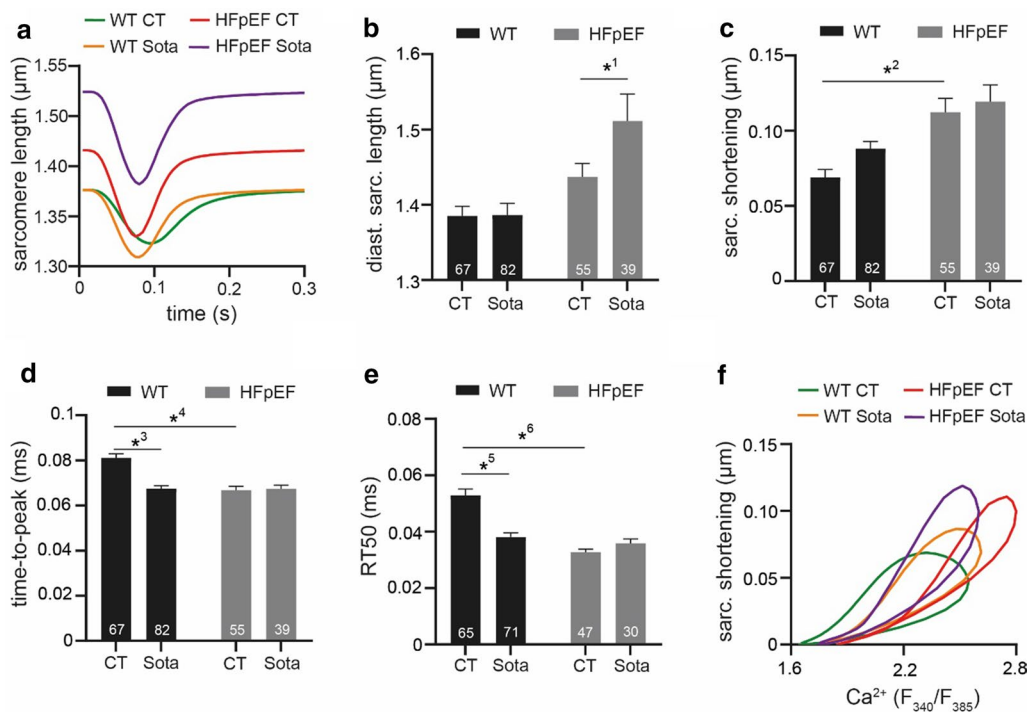 a
WT CT
HFpEF CT
WT Sota
HFpEF Sota
sarcomere length (µm)
1.55
1.50
1.40
1.35
1.30
0
0.1
0.2
0.3
time (s)
b
WT
HFpEF
*1
diast. sarc. length (µm)
1.6
1.5
1.4
1.3
67
82
55
39
CT
Sota
CT
Sota
c
WT
HFpEF
*2
sarc. shortening (µm)
0.15
0.10
0.05
0
67
82
55
39
CT
Sota
CT
Sota
d
WT
HFpEF
*4
*3
time-to-peak (ms)
0.1
0.08
0.06
0.04
0.02
0
67
82
55
39
CT
Sota
CT
Sota
e
WT
HFpEF
*6
*5
RT50 (ms)
0.08
0.06
0.04
0.02
0
65
71
47
30
CT
Sota
CT
Sota
f
WT CT
HFpEF CT
WT Sota
HFpEF Sota
sarc. shortening (µm)
0.15
0.10
0.05
0
1.6
2.2
2.8
Ca2+ (F340/F385)